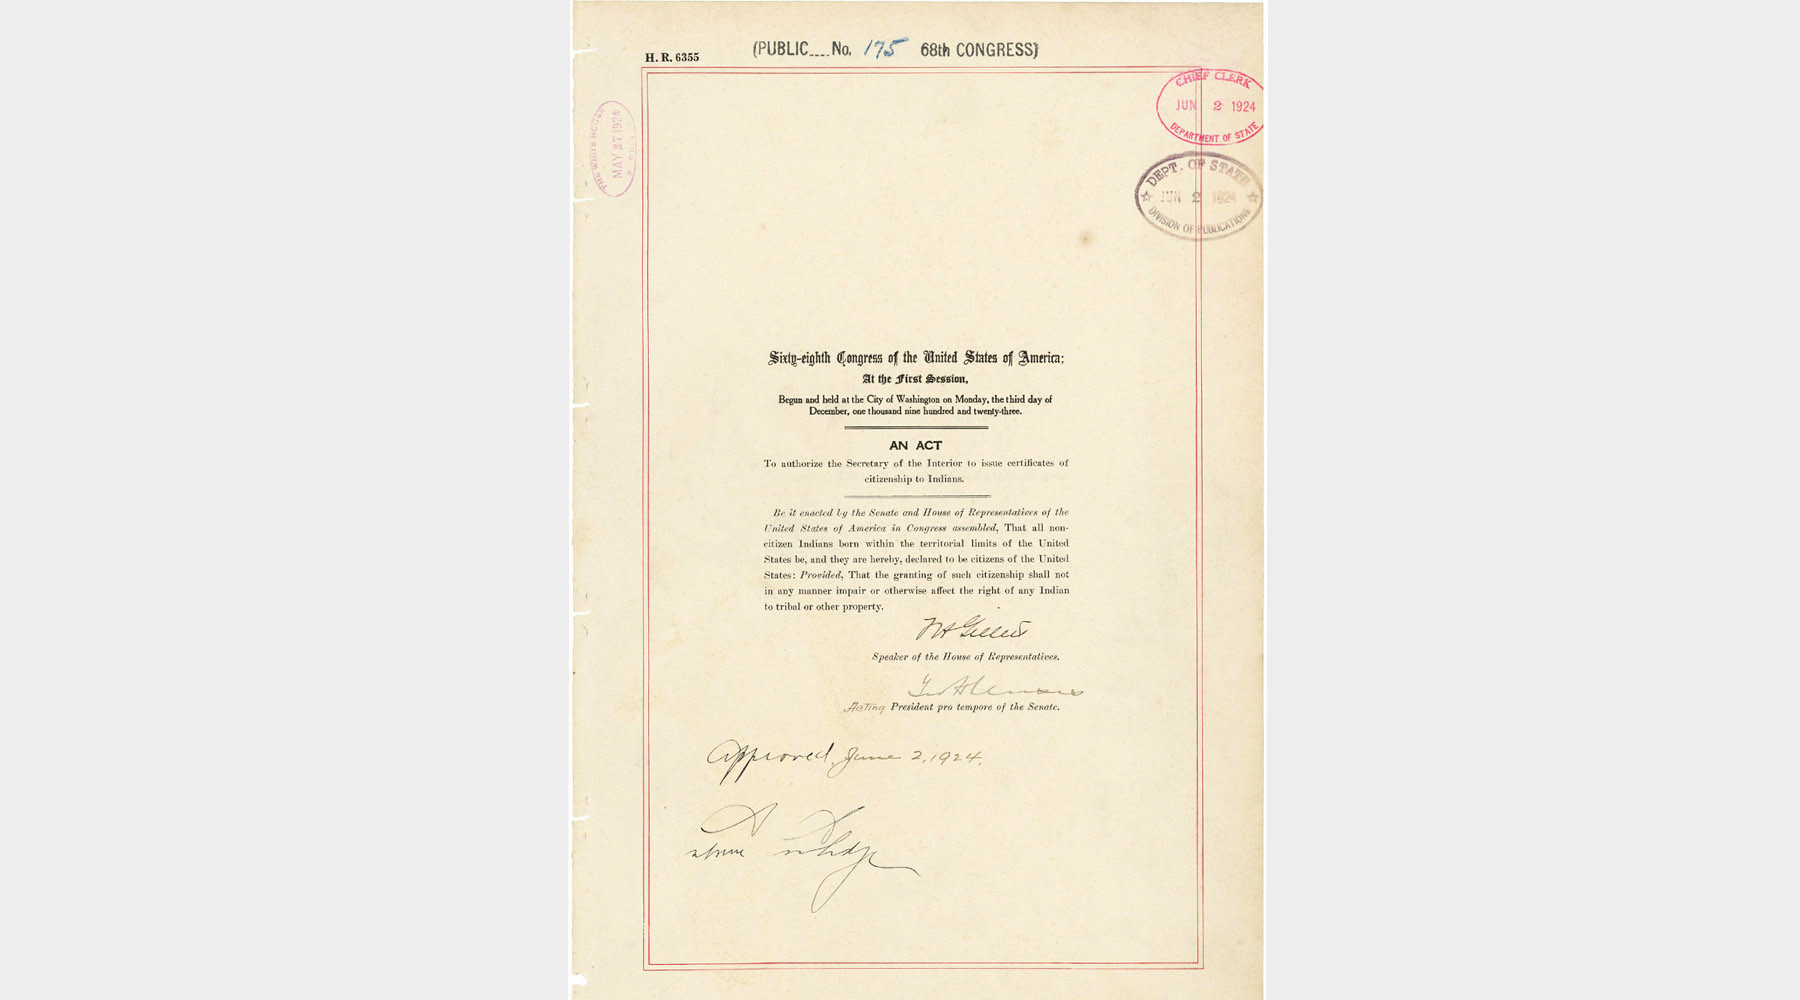 (PUBLIC....No. 175 68th CONGRESS)
H. R. 6355
CHIEF CLERK
JUN 2 1924
DEPARTMENT OF STATE
THE WHITE HOUSE
MAY 27 1924
DEPT. OF STATE
JUN 2 1924
DIVISION OF PUBLICATIONS
Sixty-eighth Congress of the United States of America;
At the First Session,
Begun and held at the City of Washington on Monday, the third day of
December, one thousand nine hundred and twenty-three.
AN ACT
To authorize the Secretary of the Interior to issue certificates of
citizenship to Indians.
Be it enacted by the Senate and House of Representatives of the
United States of America in Congress assembled, That all non-
citizen Indians born within the territorial limits of the United
States be, and they are hereby, declared to be citizens of the United
States: Provided, That the granting of such citizenship shall not
in any manner impair or otherwise affect the right of any Indian
to tribal or other property.
F H Gillett
Speaker of the House of Representatives.
Acting President pro tempore of the Senate.
Approved, June 2, 1924.